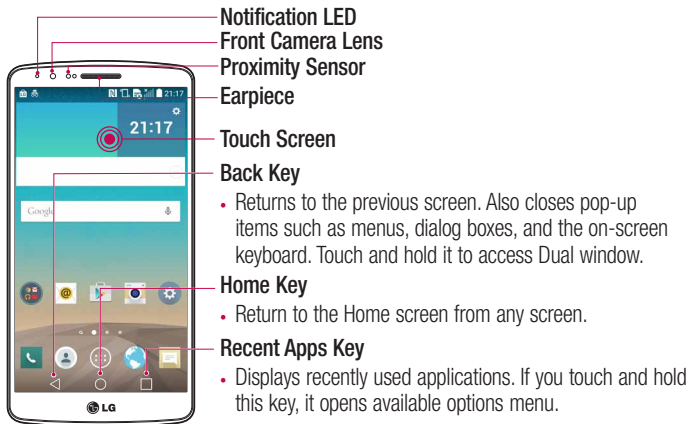 Notification LED
Front Camera Lens
Proximity Sensor
Earpiece
21:17
21:17
Touch Screen
Back Key
• Returns to the previous screen. Also closes pop-up
items such as menus, dialog boxes, and the on-screen
keyboard. Touch and hold it to access Dual window.
Google
Home Key
• Return to the Home screen from any screen.
Recent Apps Key
• Displays recently used applications. If you touch and hold
this key, it opens available options menu.
LG